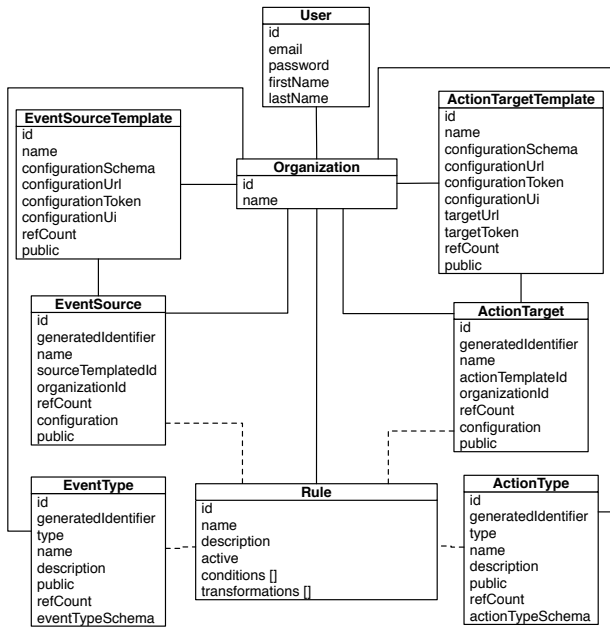 User
id
email
password
firstName
lastName
EventSourceTemplate
id
name
configurationSchema
configurationUrl
configurationToken
configurationUi
refCount
public
Organization
id
name
ActionTargetTemplate
id
name
configurationSchema
configurationUrl
configurationToken
configurationUi
targetUrl
targetToken
refCount
public
EventSource
id
generatedIdentifier
name
sourceTemplatedId
organizationId
refCount
configuration
public
ActionTarget
id
generatedIdentifier
name
actionTemplateId
organizationId
refCount
configuration
public
EventType
id
generatedIdentifier
type
name
description
public
refCount
eventTypeSchema
Rule
id
name
description
active
conditions []
transformations []
ActionType
id
generatedIdentifier
type
name
description
public
refCount
actionTypeSchema